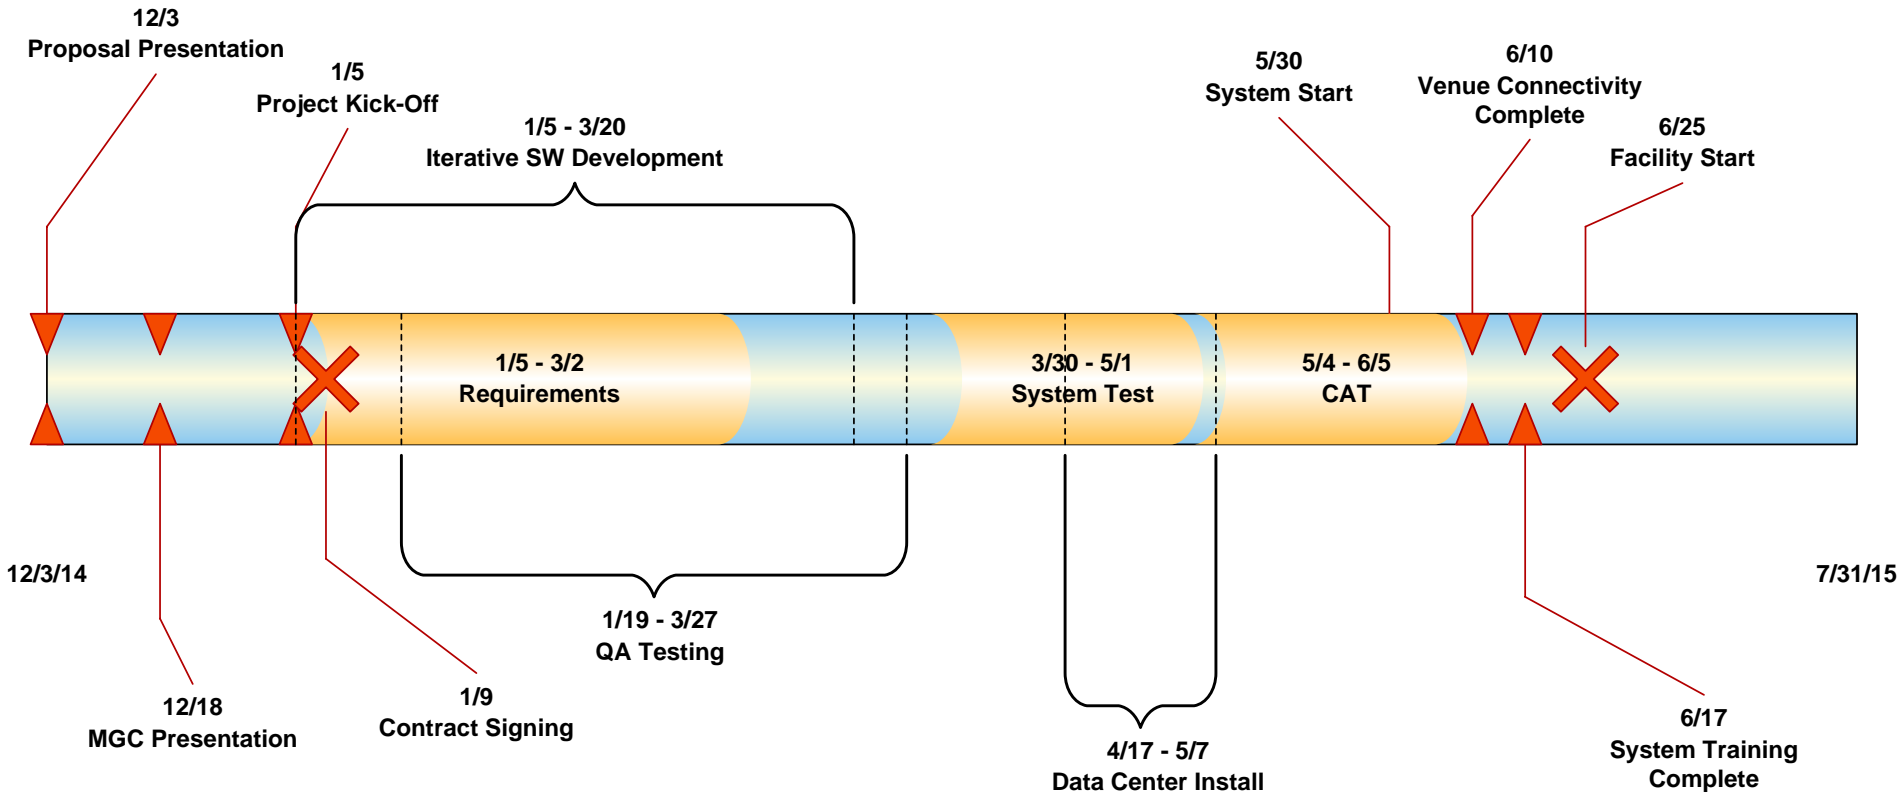 12/3
Proposal Presentation
1/5
Project Kick-Off
1/5 - 3/20
Iterative SW Development
5/30
System Start
6/10
Venue Connectivity
Complete
6/25
Facility Start
1/5 - 3/2
Requirements
3/30 - 5/1
System Test
5/4 - 6/5
CAT
12/3/14
7/31/15
1/19 - 3/27
QA Testing
12/18
MGC Presentation
1/9
Contract Signing
4/17 - 5/7
Data Center Install
6/17
System Training
Complete